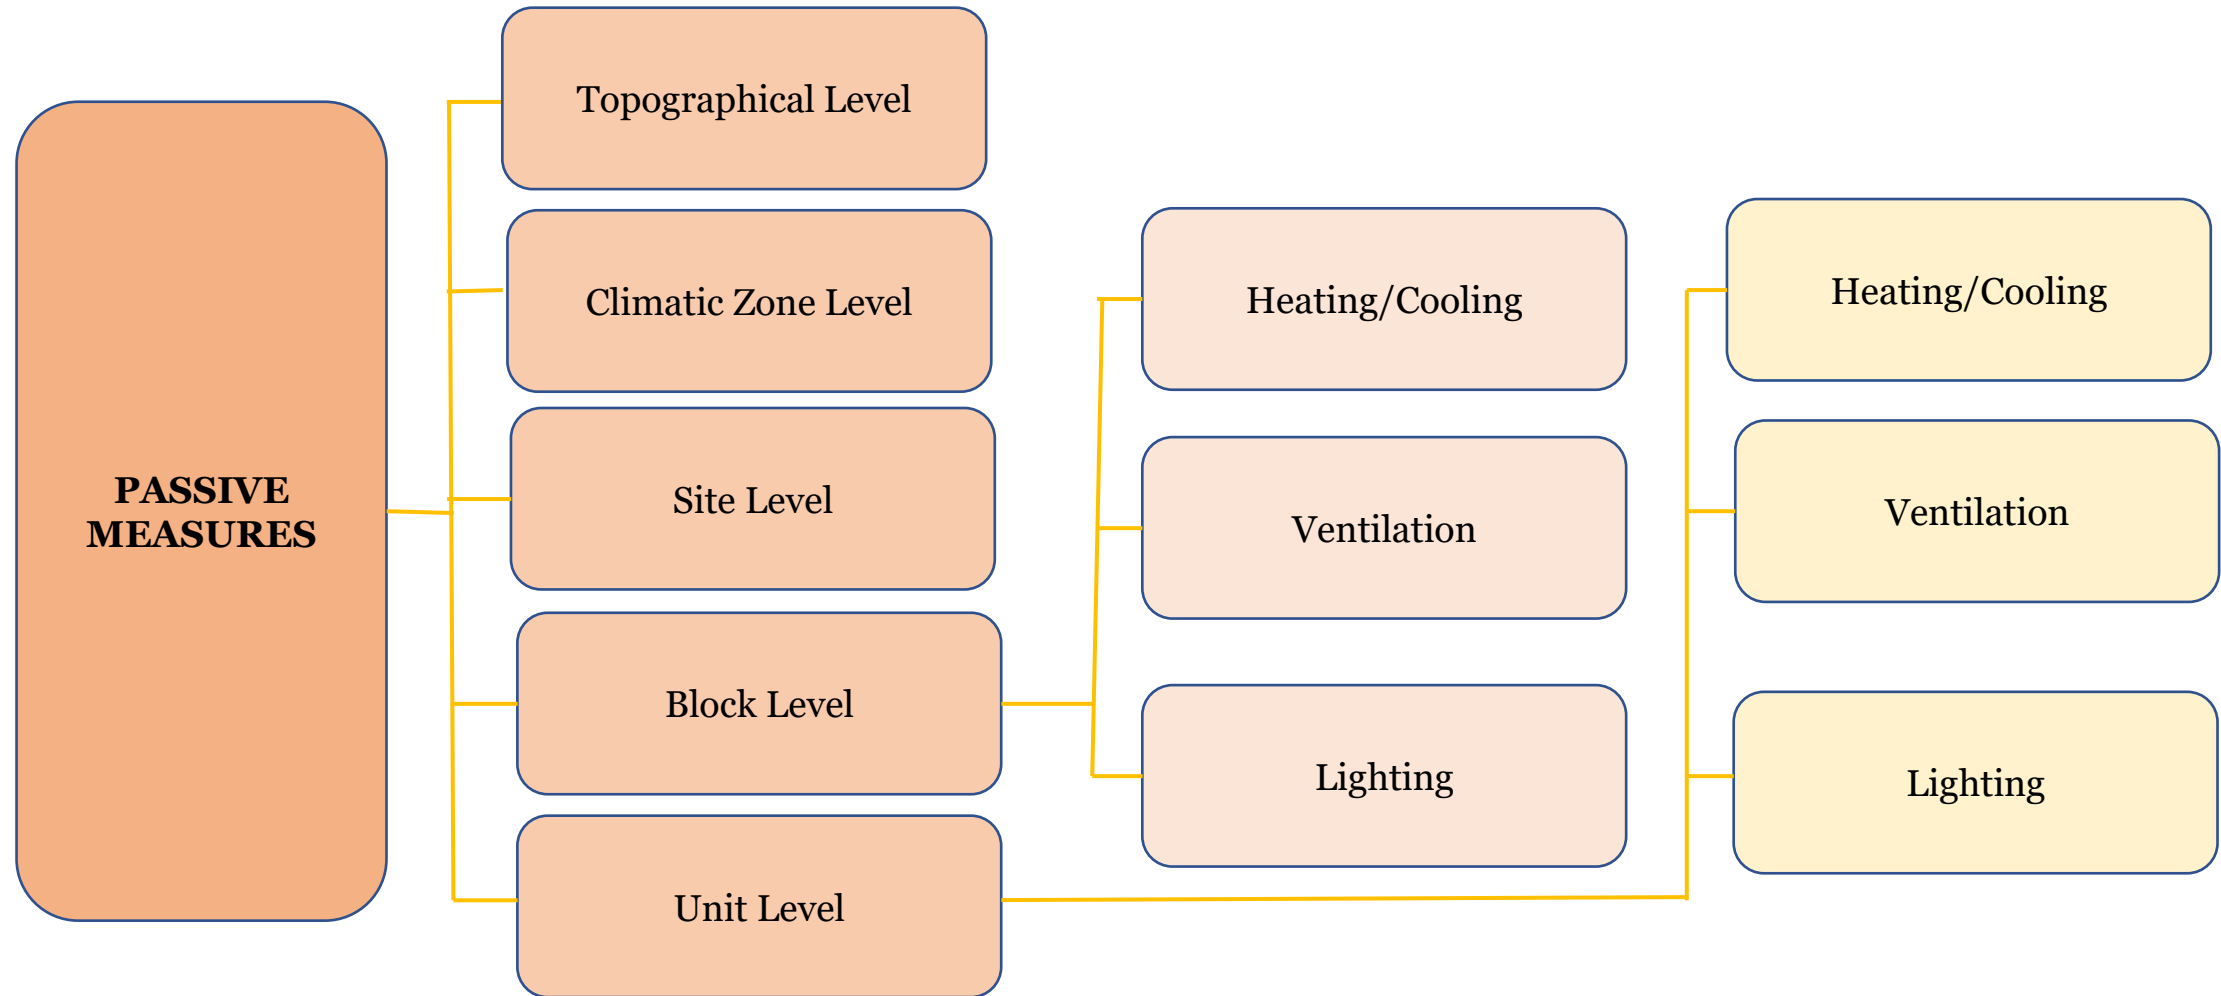 PASSIVE
MEASURES
Topographical Level
Climatic Zone Level
Site Level
Block Level
Unit Level
Heating/Cooling
Ventilation
Lighting
Heating/Cooling
Ventilation
Lighting